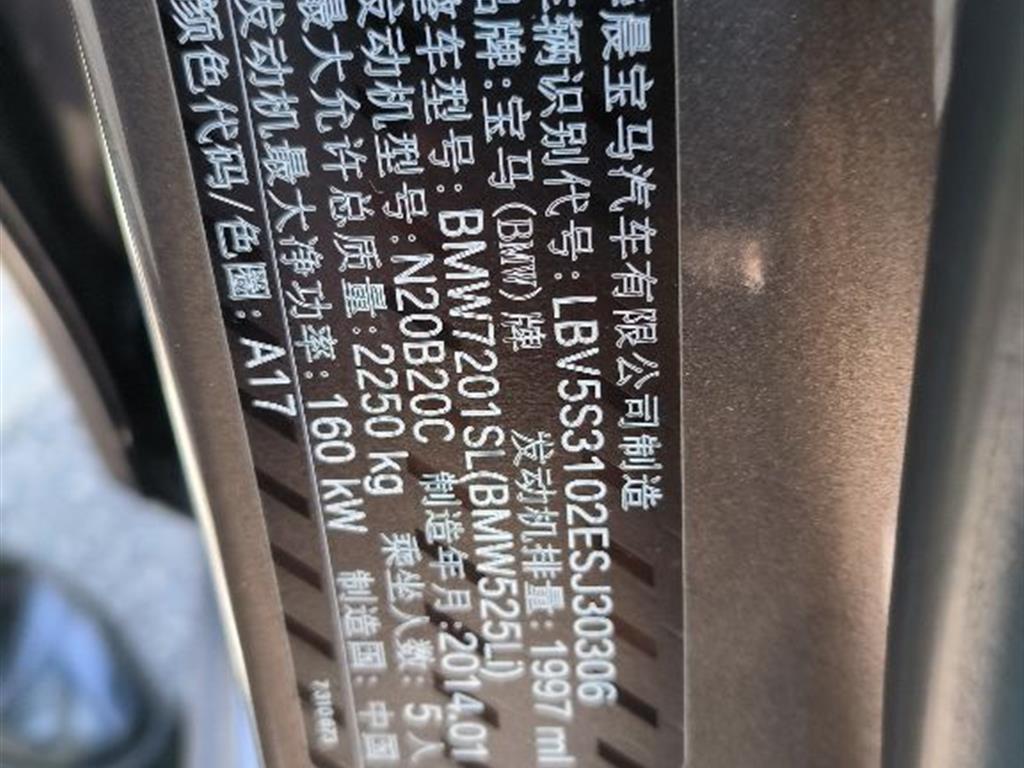 晨宝马汽车有限公司制造
车辆识别代号:LBV5S3102ESJ30306
品牌:宝马(BMW)牌 发动机排量:1997 ml
整车型号:BMW7201SL(BMW525Li)
发动机型号:N20B20C 制造年月:2014.01
最大允许总质量:2250 kg 乘坐人数:5人
发动机最大净功率:160 kW 制造国:中国
颜色代码/色圈:A17